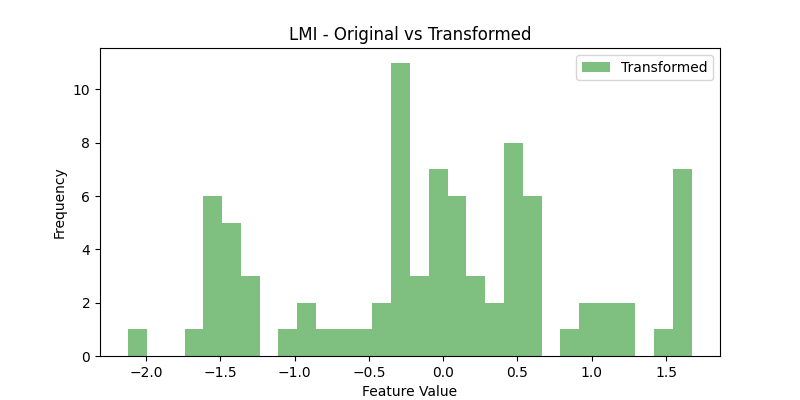 LMI - Original vs Transformed
Transformed
Frequency
10
8
6
4
2
0
−2.0 −1.5 −1.0 −0.5 0.0 0.5 1.0 1.5
Feature Value